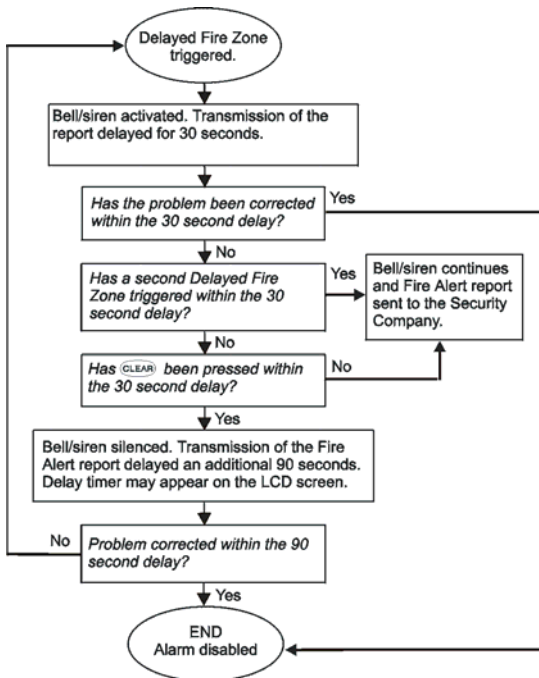 Delayed Fire Zone
triggered.
Bell/siren activated. Transmission of the
report delayed for 30 seconds.
Has the problem been corrected
within the 30 second delay?
Yes
No
Has a second Delayed Fire
Zone triggered within the 30
second delay?
Yes
Bell/siren continues
and Fire Alert report
sent to the Security
Company.
No
Has CLEAR been pressed within
the 30 second delay?
No
Yes
Bell/siren silenced. Transmission of the Fire
Alert report delayed an additional 90 seconds.
Delay timer may appear on the LCD screen.
No
Problem corrected within the 90
second delay?
Yes
END
Alarm disabled